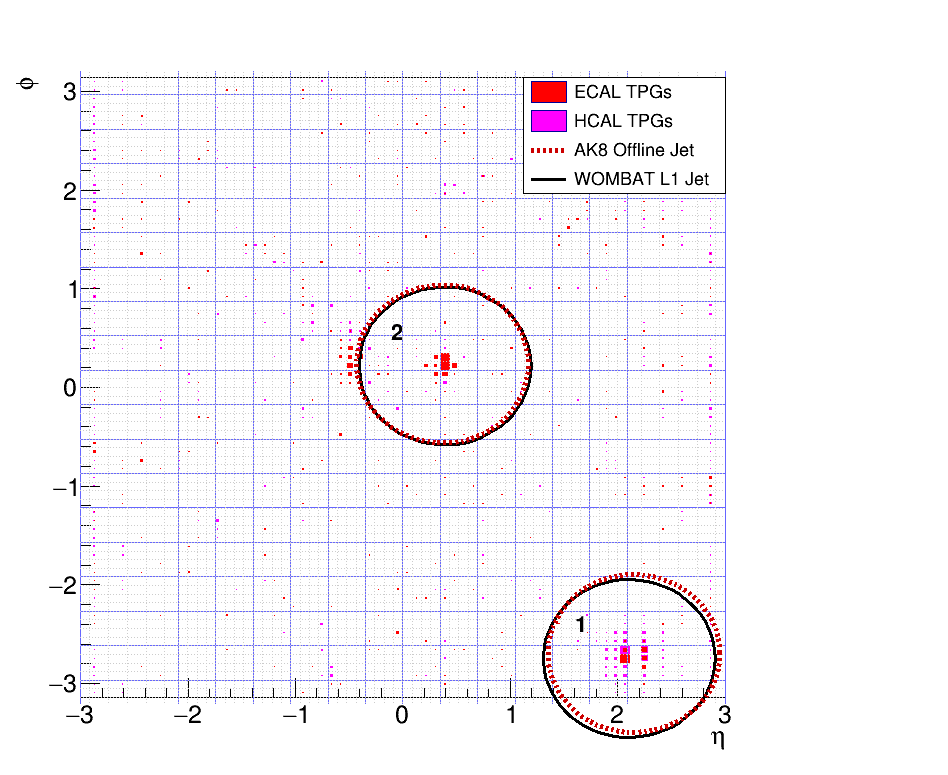 ϕ
3
2
1
0
−1
−2
−3
ECAL TPGs
HCAL TPGs
AK8 Offline Jet
WOMBAT L1 Jet
2
1
−3 −2 −1 0 1 2 3
η